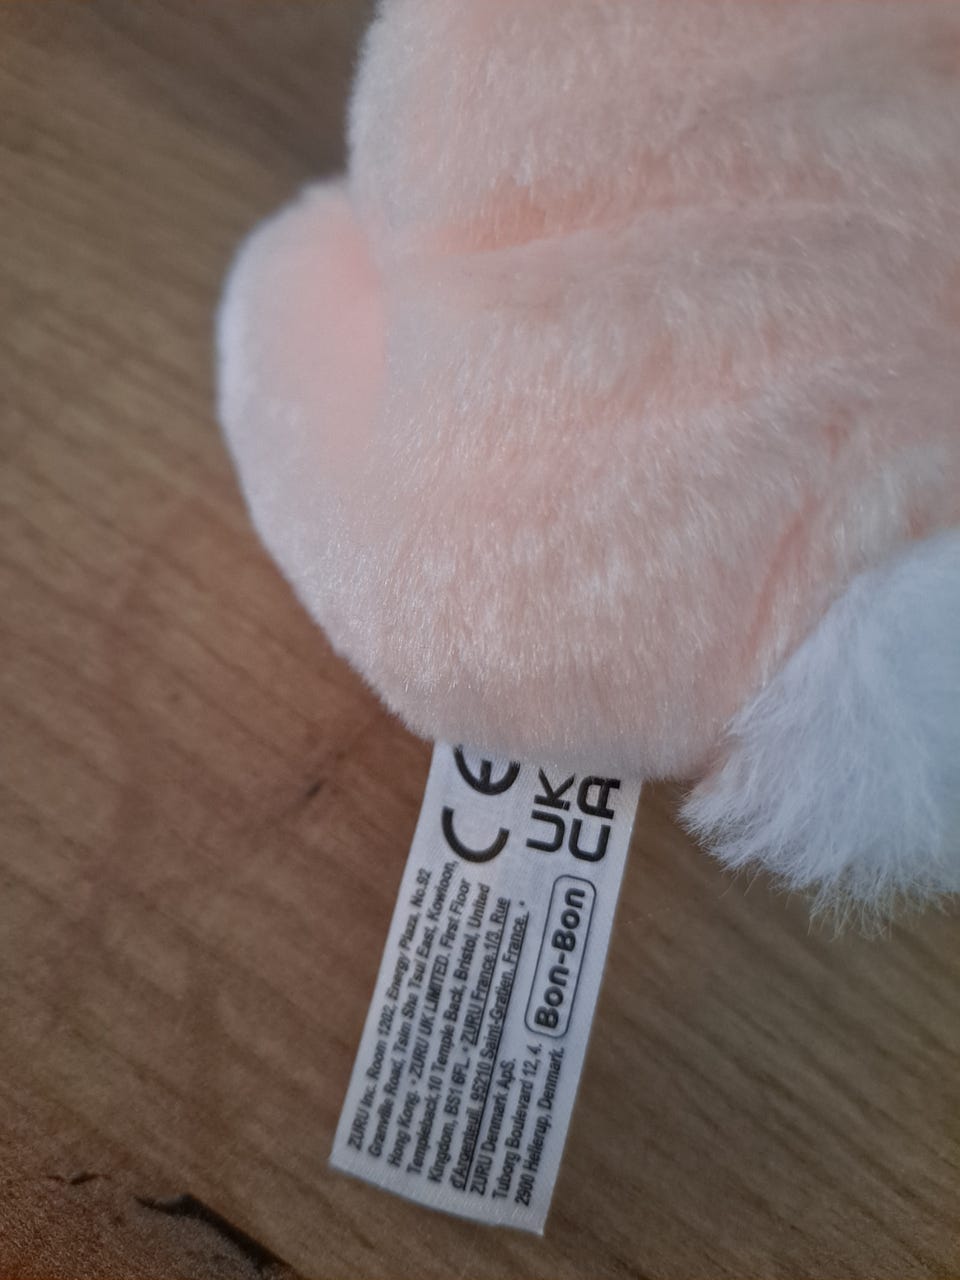 CE
UK
CA
ZURU Inc. Room 1202, Energy Plaza, No.92
Granville Road, Tsim Sha Tsui East, Kowloon,
Hong Kong. • ZURU UK LIMITED. First Floor
Templeback, 10 Temple Back, Bristol, United
Kingdom, BS1 6FL. • ZURU France.1/3. Rue
d'Argenteuil, 95210 Saint-Gratien. France. •
ZURU Denmark ApS.
Tuborg Boulevard 12, 4.
2900 Hellerup, Denmark.
Bon-Bon